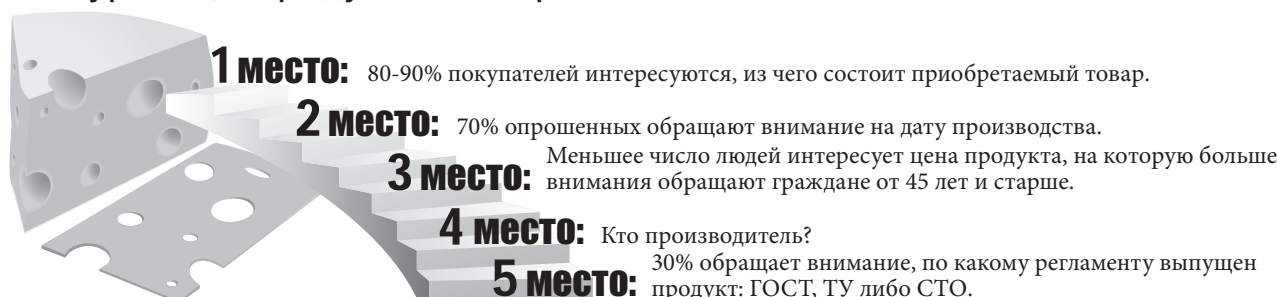 1 место: 80-90% покупателей интересуются, из чего состоит приобретаемый товар.
2 место: 70% опрошенных обращают внимание на дату производства.
3 место: Меньшее число людей интересует цена продукта, на которую больше
внимания обращают граждане от 45 лет и старше.
4 место: Кто производитель?
5 место: 30% обращает внимание, по какому регламенту выпущен
продукт: ГОСТ, ТУ либо СТО.